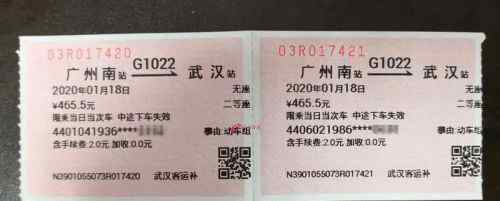 03R017420
广州南站 G1022 武汉站
2020年01月18日 无座
¥465.5元 二等座
限乘当日当次车 中途下车失效
4401041936**** 事由:动车组
含手续费:2.0元 加收:0.0元
N3901055073R017420 武汉客运补
03R017421
广州南站 G1022 武汉站
2020年01月18日 无座
¥465.5元 二等座
限乘当日当次车 中途下车失效
4406021986**** 事由:动车组
含手续费:2.0元 加收:0.0元
N3901055073R017421 武汉客运补